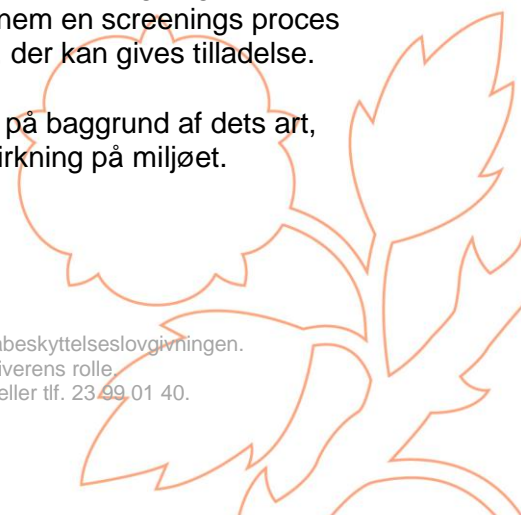 nem en screenings proces
der kan gives tilladelse.
på baggrund af dets art,
irkning på miljøet.
abeskyttelseslovgivningen.
iverens rolle,
eller tlf. 23 99 01 40.